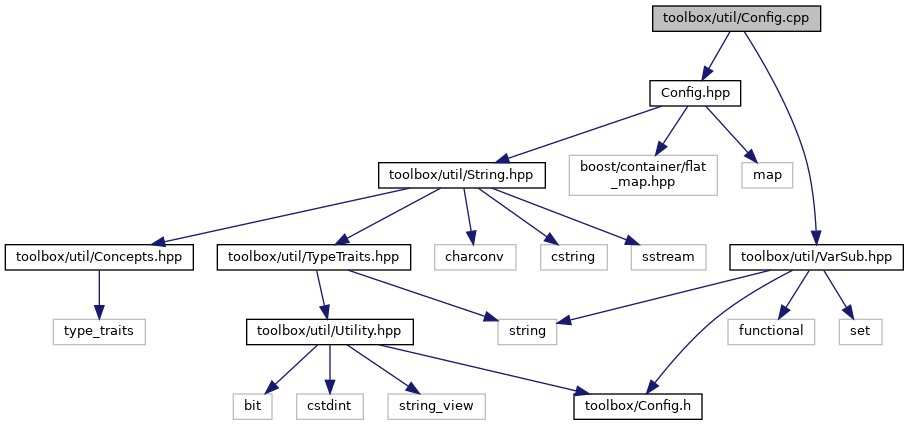 toolbox/util/Config.cpp
Config.hpp
toolbox/util/String.hpp
boost/container/flat
_map.hpp
map
toolbox/util/Concepts.hpp
toolbox/util/TypeTraits.hpp
charconv
cstring
sstream
toolbox/util/VarSub.hpp
type_traits
toolbox/util/Utility.hpp
string
functional
set
bit
cstdint
string_view
toolbox/Config.h